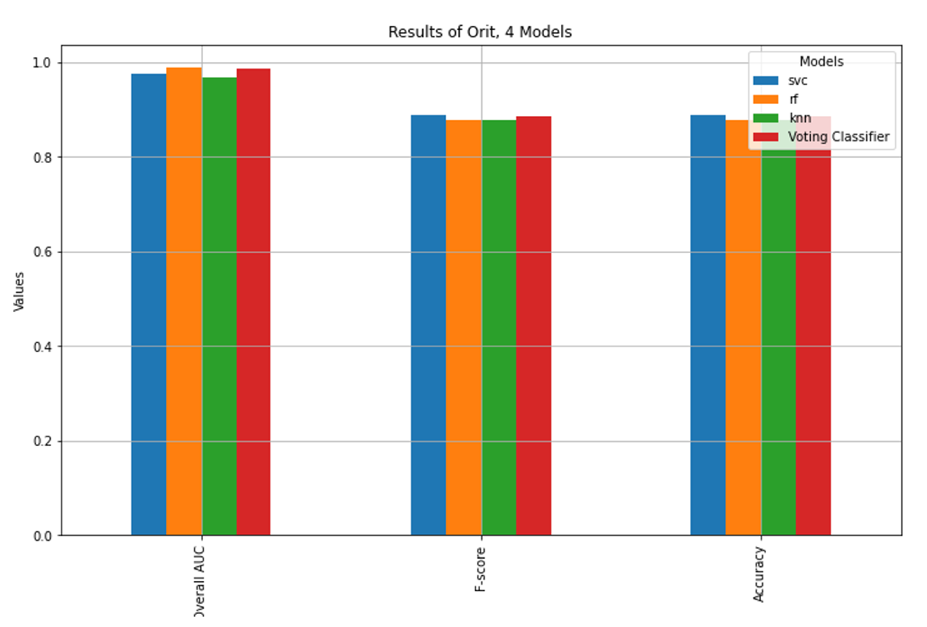 Results of Orit, 4 Models
Models
svc
rf
knn
Voting Classifier
1.0
0.8
0.6
0.4
0.2
0.0
Values
Overall AUC
F-score
Accuracy